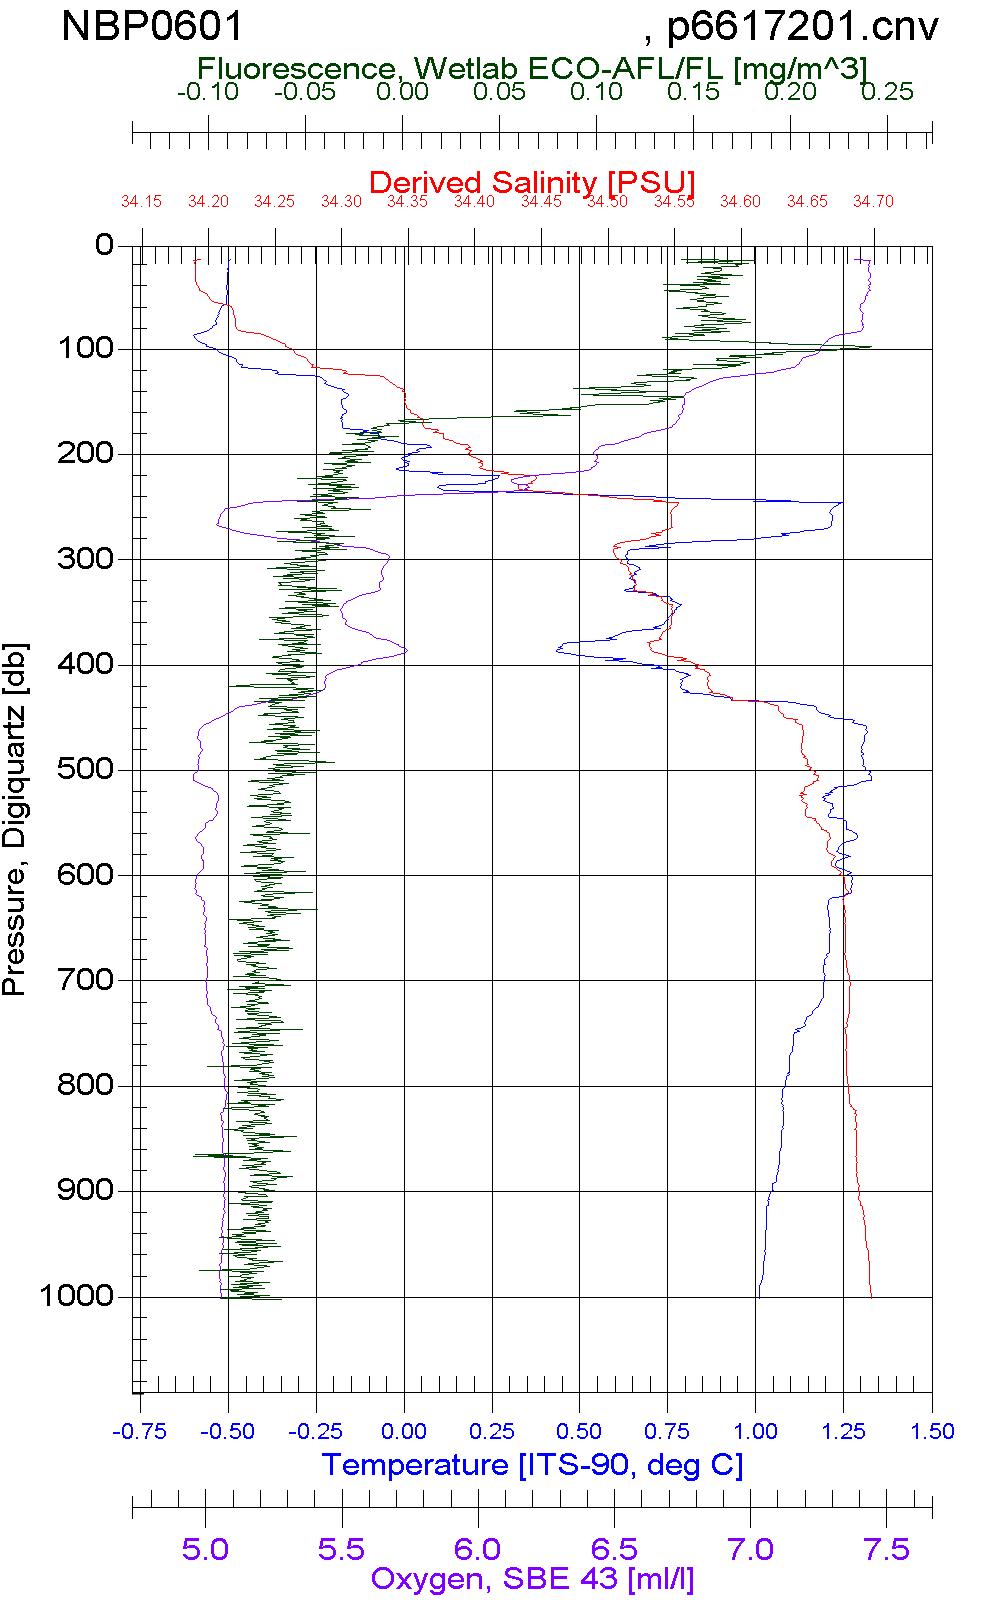 NBP0601 , p6617201.cnv
Fluorescence, Wetlab ECO-AFL/FL [mg/m^3]
-0.10 -0.05 0.00 0.05 0.10 0.15 0.20 0.25
Derived Salinity [PSU]
34.15 34.20 34.25 34.30 34.35 34.40 34.45 34.50 34.55 34.60 34.65 34.70
0
100
200
300
400
500
600
700
800
900
1000
Pressure, Digiquartz [db]
-0.75 -0.50 -0.25 0.00 0.25 0.50 0.75 1.00 1.25 1.50
Temperature [ITS-90, deg C]
5.0 5.5 6.0 6.5 7.0 7.5
Oxygen, SBE 43 [ml/l]